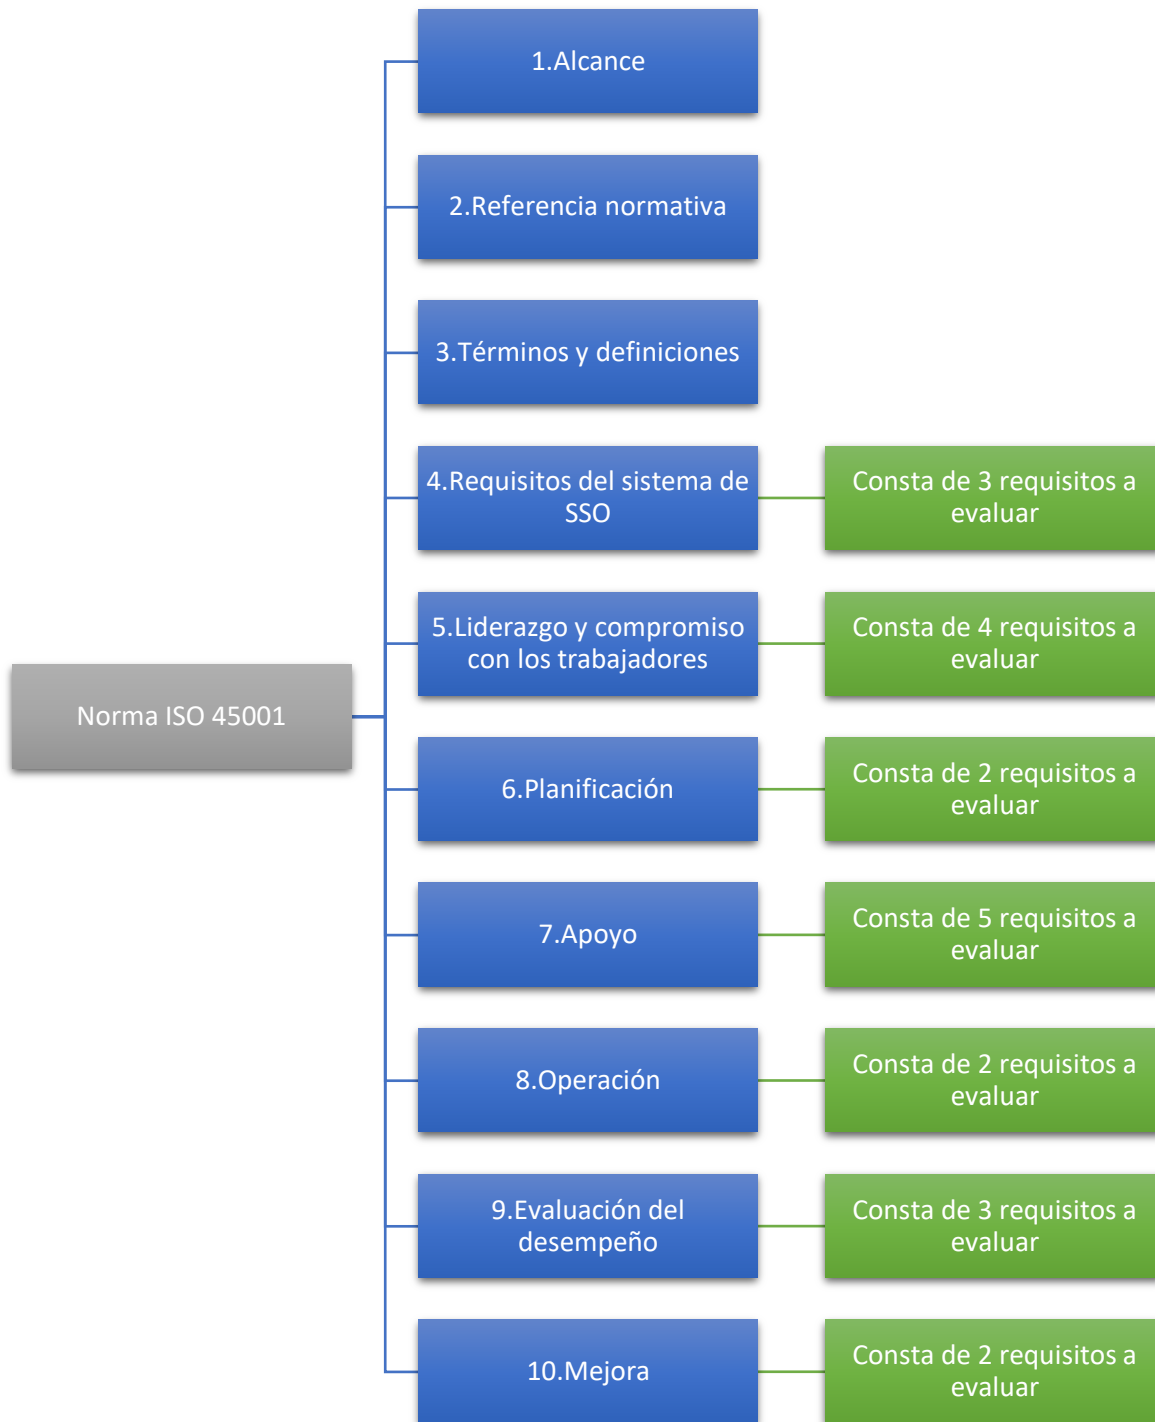 Norma ISO 45001
1.Alcance
2.Referencia normativa
3.Términos y definiciones
4.Requisitos del sistema de
SSO
Consta de 3 requisitos a
evaluar
5.Liderazgo y compromiso
con los trabajadores
Consta de 4 requisitos a
evaluar
6.Planificación
Consta de 2 requisitos a
evaluar
7.Apoyo
Consta de 5 requisitos a
evaluar
8.Operación
Consta de 2 requisitos a
evaluar
9.Evaluación del
desempeño
Consta de 3 requisitos a
evaluar
10.Mejora
Consta de 2 requisitos a
evaluar